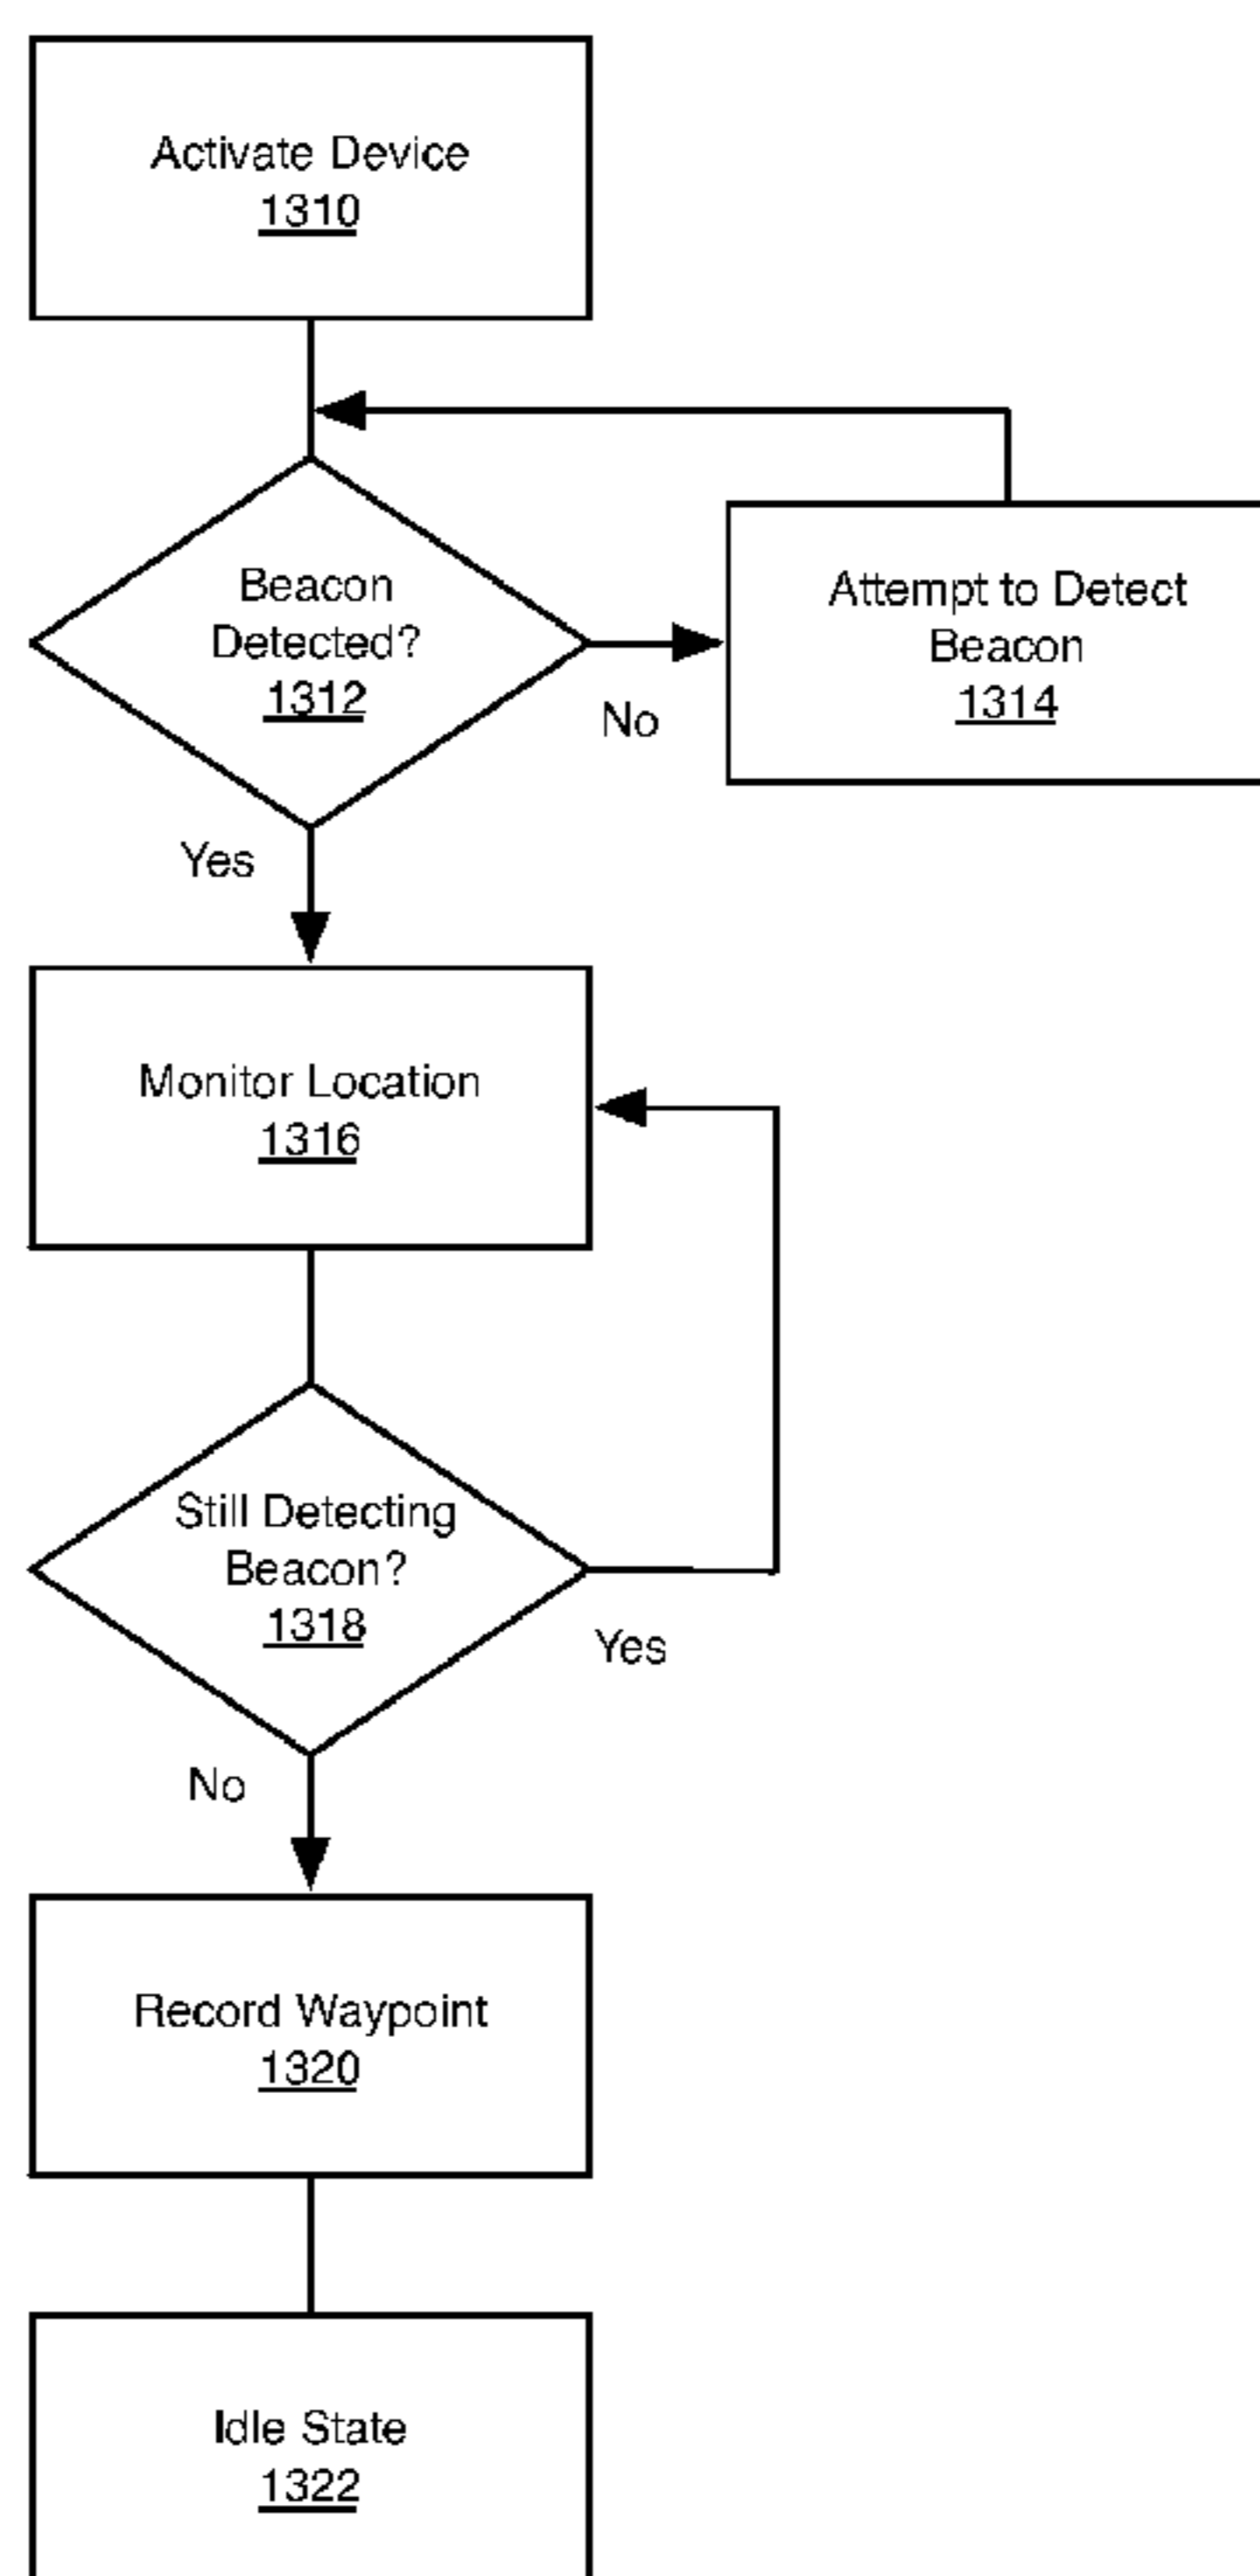 Activate Device
1310
Beacon
Detected?
1312
No
Attempt to Detect
Beacon
1314
Yes
Monitor Location
1316
Still Detecting
Beacon?
1318
Yes
No
Record Waypoint
1320
Idle State
1322